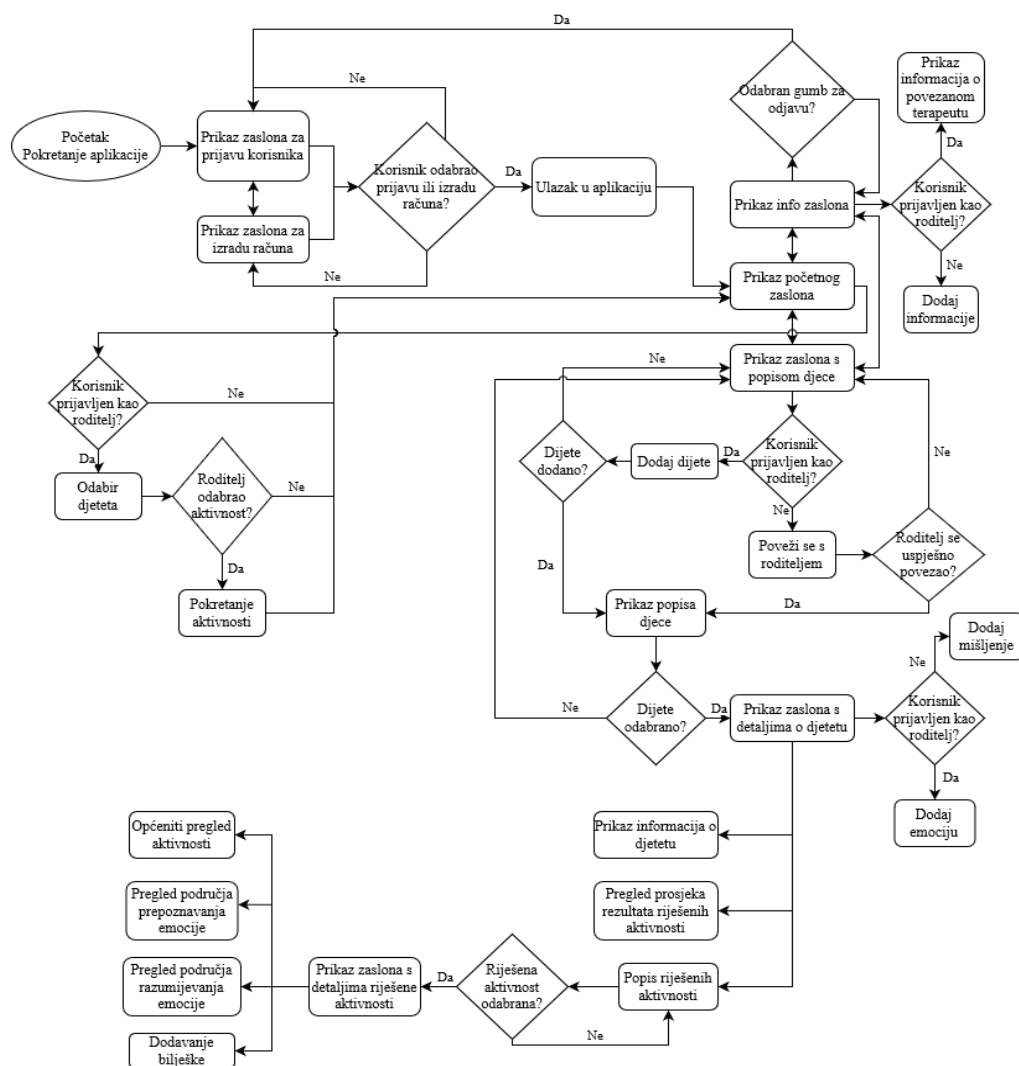 Da
Ne
Početak
Pokretanje aplikacije
Prikaz zaslona za
prijavu korisnika
Prikaz zaslona za
izradu računa
Korisnik odabrao
prijavu ili izradu
računa?
Ne
Da
Ulazak u aplikaciju
Odabran gumb za
odjavu?
Prikaz
informacija o
povezanom
terapeutu
Da
Prikaz info zaslona
Korisnik
prijavljen kao
roditelj?
Ne
Dodaj
informacije
Prikaz početnog
zaslona
Prikaz zaslona s
popisom djece
Ne
Korisnik
prijavljen kao
roditelj?
Ne
Da
Odabir
djeteta
Roditelj
odabrao
aktivnost?
Ne
Da
Pokretanje
aktivnosti
Dijete
dodano?
Dodaj dijete
Da
Korisnik
prijavljen kao
roditelj?
Ne
Ne
Poveži se s
roditeljem
Roditelj se
uspješno
povezao?
Da
Da
Prikaz popisa
djece
Dijete
odabrano?
Ne
Da
Prikaz zaslona s
detaljima o djetetu
Dodaj
mišljenje
Ne
Korisnik
prijavljen kao
roditelj?
Da
Dodaj
emociju
Prikaz informacija o
djetetu
Pregled prosjeka
rezultata riješenih
aktivnosti
Popis riješenih
aktivnosti
Riješena
aktivnost
odabrana?
Da
Ne
Prikaz zaslona s
detaljima riješene
aktivnosti
Općeniti pregled
aktivnosti
Pregled područja
prepoznavanja
emocije
Pregled područja
razumijevanja
emocije
Dodavanje
bilješke